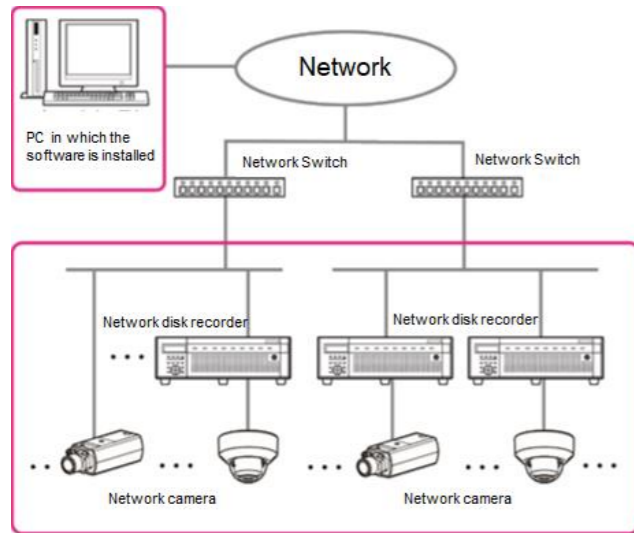 Network
PC in which the
software is installed
Network Switch
Network Switch
Network disk recorder
Network disk recorder
Network camera
Network camera